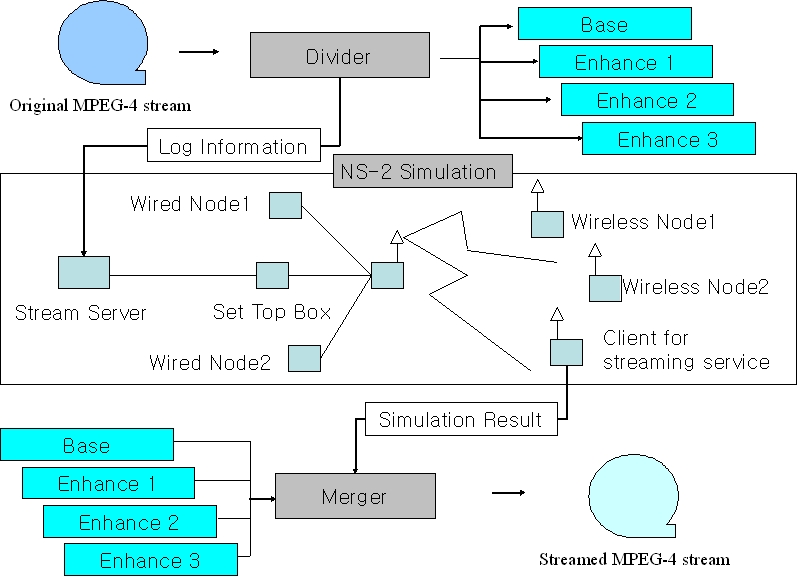 Original MPEG-4 stream
Divider
Base
Enhance 1
Enhance 2
Enhance 3
Log Information
NS-2 Simulation
Wired Node1
Wireless Node1
Wireless Node2
Stream Server
Set Top Box
Wired Node2
Client for
streaming service
Simulation Result
Base
Enhance 1
Enhance 2
Enhance 3
Merger
Streamed MPEG-4 stream